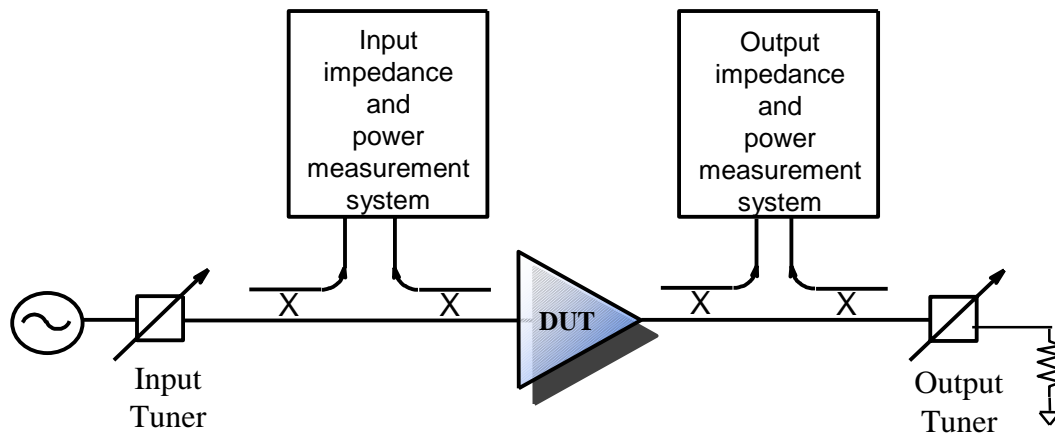 Input
impedance
and
power
measurement
system
Output
impedance
and
power
measurement
system
X
X
DUT
X
X
Input
Tuner
Output
Tuner